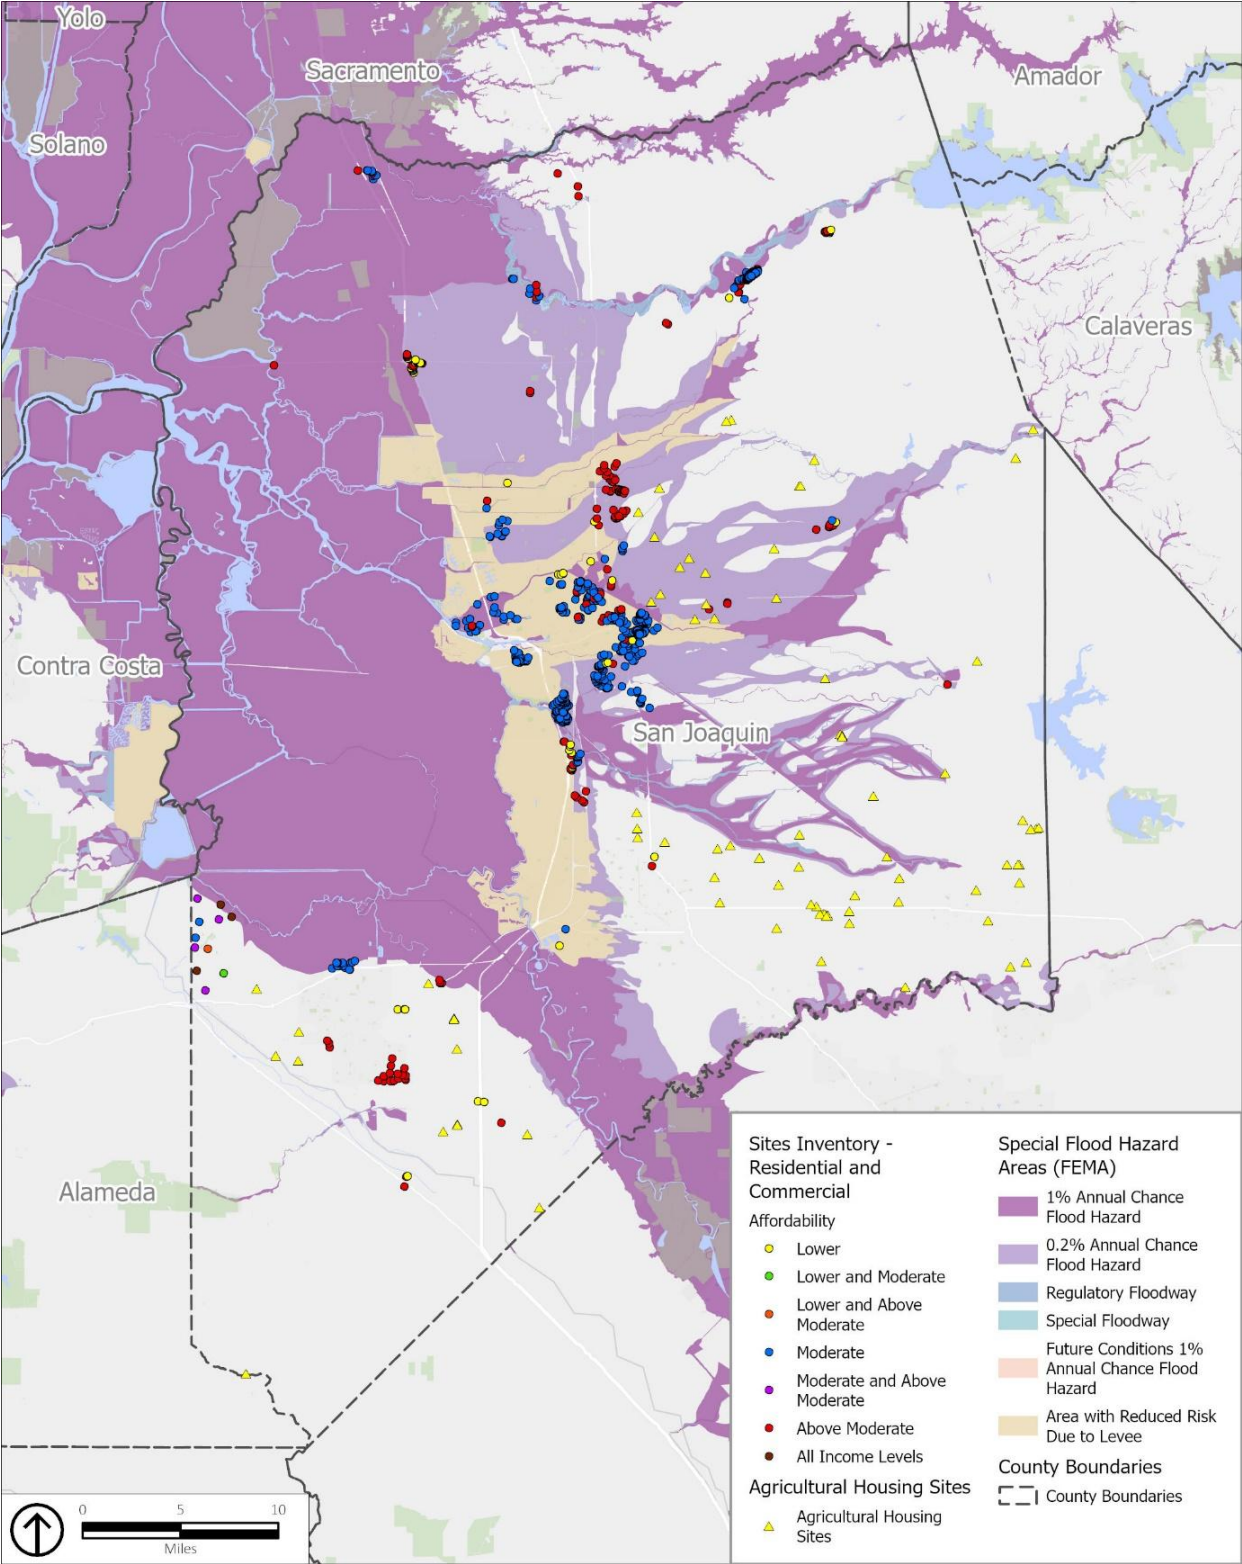 Yolo
Sacramento
Amador
Solano
Calaveras
Contra Costa
San Joaquin
Alameda
Sites Inventory -
Residential and
Commercial
Affordability
Lower
Lower and Moderate
Lower and Above
Moderate
Moderate
Moderate and Above
Moderate
Above Moderate
All Income Levels
Agricultural Housing Sites
Agricultural Housing
Sites
Special Flood Hazard
Areas (FEMA)
1% Annual Chance
Flood Hazard
0.2% Annual Chance
Flood Hazard
Regulatory Floodway
Special Floodway
Future Conditions 1%
Annual Chance Flood
Hazard
Area with Reduced Risk
Due to Levee
County Boundaries
County Boundaries
0 5 10
Miles